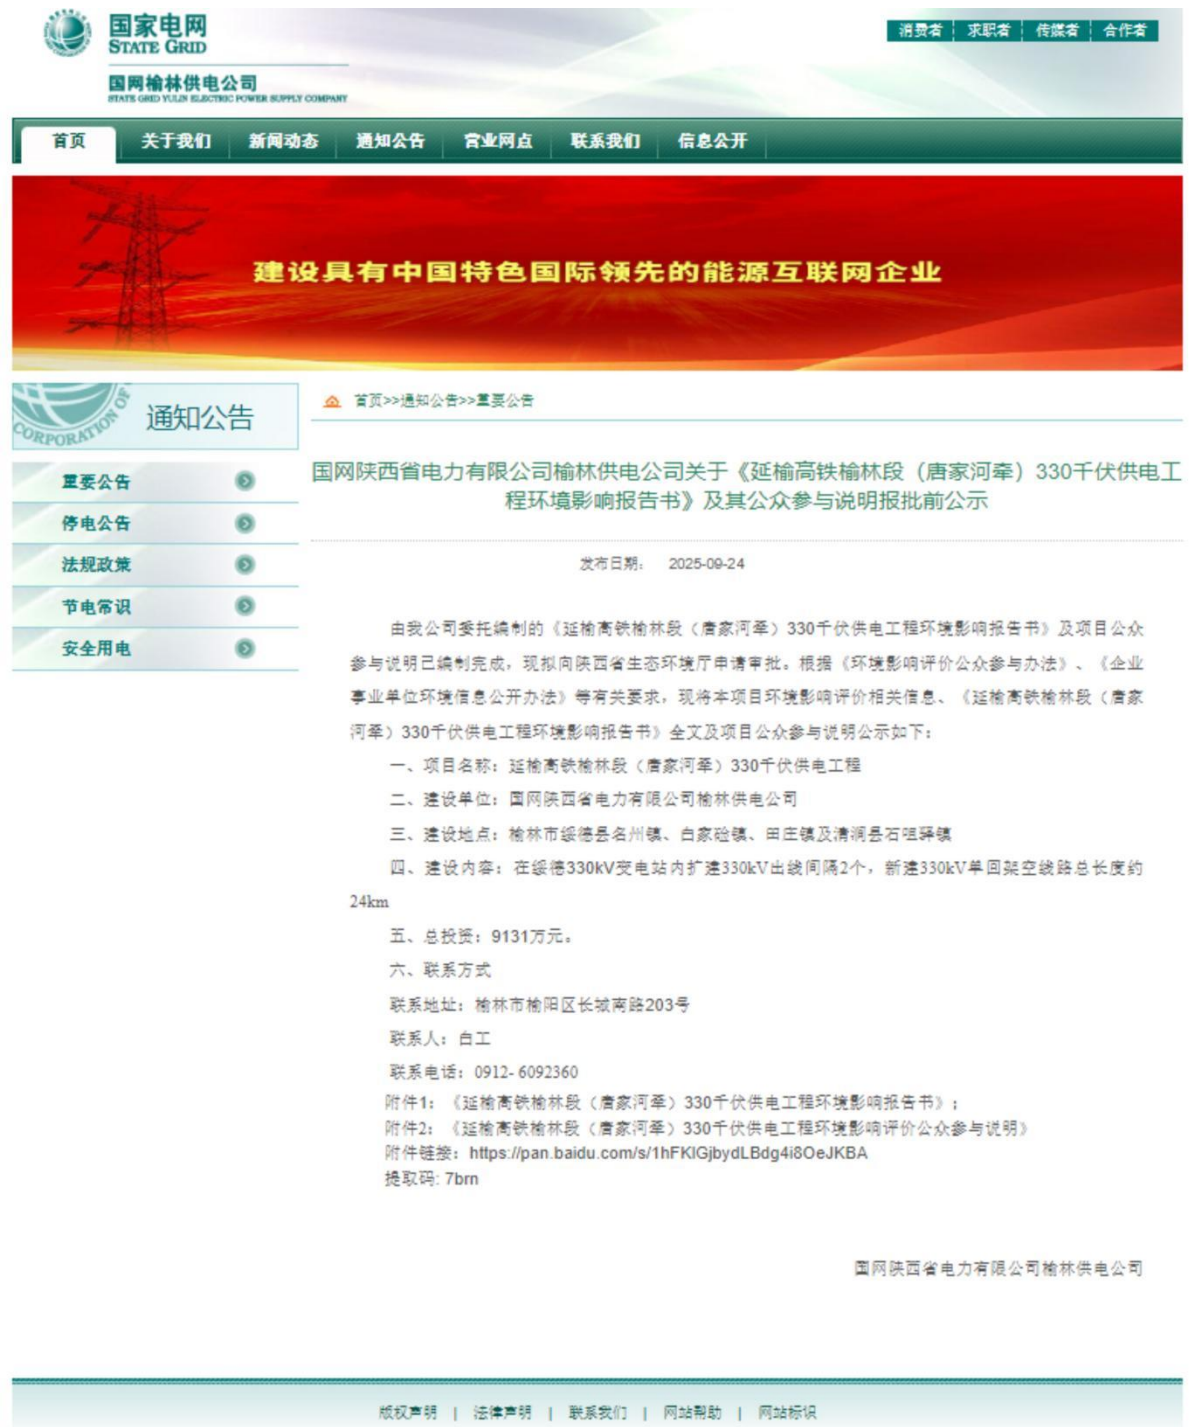 国家电网
STATE GRID
国网榆林供电公司
STATE GRID YULIN ELECTRIC POWER SUPPLY COMPANY
消费者 求职者 传媒者 合作者
首页 关于我们 新闻动态 通知公告 营业网点 联系我们 信息公开
建设具有中国特色国际领先的能源互联网企业
CORPORATION OF
通知公告
重要公告
停电公告
法规政策
节电常识
安全用电
首页>>通知公告>>重要公告
国网陕西省电力有限公司榆林供电公司关于《延榆高铁榆林段（唐家河牵）330千伏供电工
程环境影响报告书》及其公众参与说明报批前公示
发布日期: 2025-09-24
由我公司委托编制的《延榆高铁榆林段（唐家河牵）330千伏供电工程环境影响报告书》及项目公众
参与说明已编制完成，现拟向陕西省生态环境厅申请审批。根据《环境影响评价公众参与办法》、《企业
事业单位环境信息公开办法》等有关要求，现将本项目环境影响评价相关信息、《延榆高铁榆林段（唐家
河牵）330千伏供电工程环境影响报告书》全文及项目公众参与说明公示如下：
一、项目名称：延榆高铁榆林段（唐家河牵）330千伏供电工程
二、建设单位：国网陕西省电力有限公司榆林供电公司
三、建设地点：榆林市绥德县名州镇、白家硷镇、田庄镇及清涧县石咀驿镇
四、建设内容：在绥德330kV变电站内扩建330kV出线间隔2个，新建330kV单回架空线路总长度约
24km
五、总投资：9131万元。
六、联系方式
联系地址：榆林市榆阳区长城南路203号
联系人：白工
联系电话：0912- 6092360
附件1：《延榆高铁榆林段（唐家河牵）330千伏供电工程环境影响报告书》；
附件2：《延榆高铁榆林段（唐家河牵）330千伏供电工程环境影响评价公众参与说明》
附件链接：https://pan.baidu.com/s/1hFKIGjbydLBdg4i8OeJKBA
提取码: 7brn
国网陕西省电力有限公司榆林供电公司
版权声明 | 法律声明 | 联系我们 | 网站帮助 | 网站标识